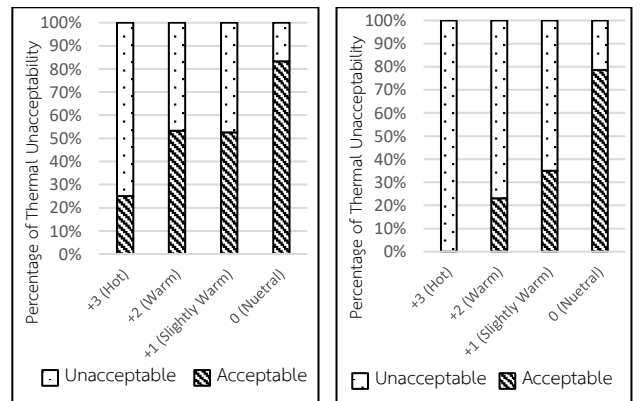 Percentage of Thermal Unacceptability
100%
90%
80%
70%
60%
50%
40%
30%
20%
10%
0%
+3 (Hot)
+2 (Warm)
+1 (Slightly Warm)
0 (Nuetral)
Unacceptable Acceptable
Percentage of Thermal Unacceptability
100%
90%
80%
70%
60%
50%
40%
30%
20%
10%
0%
+3 (Hot)
+2 (Warm)
+1 (Slightly Warm)
0 (Nuetral)
Unacceptable Acceptable